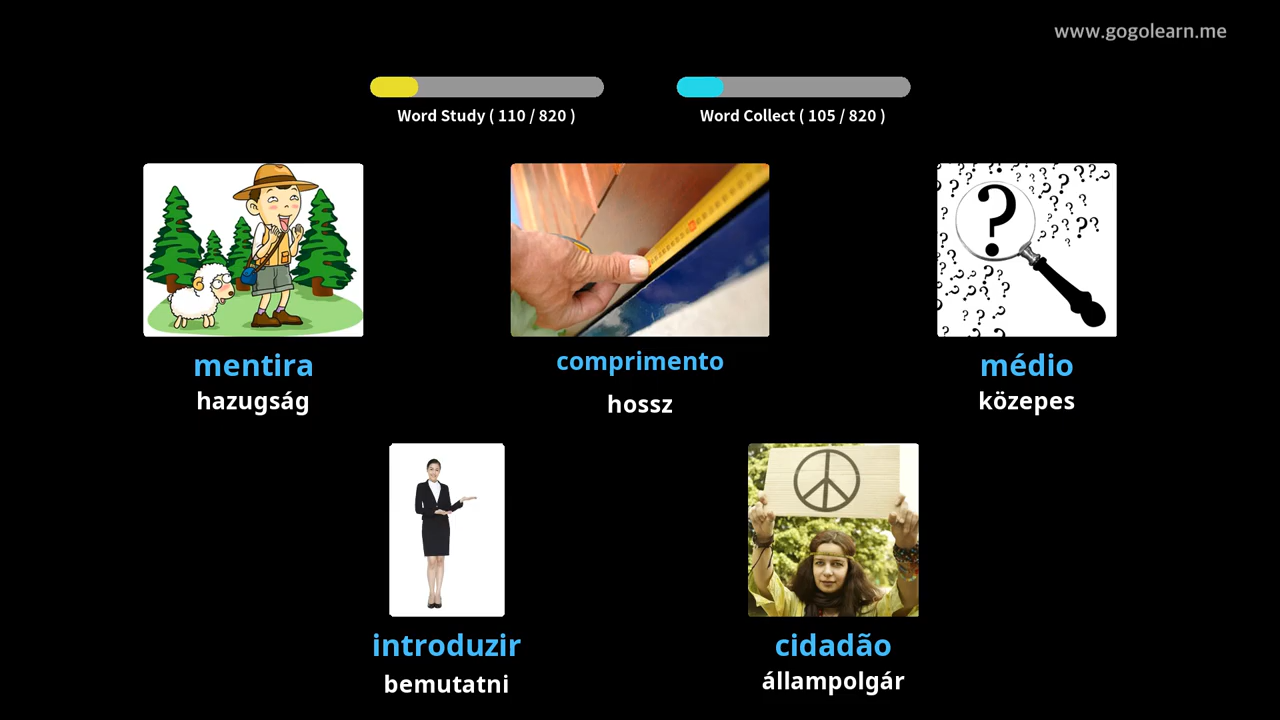 www.gogolearn.me
Word Study ( 110 / 820 )
Word Collect ( 105 / 820 )
mentira
hazugság
comprimento
hossz
médio
közepes
introduzir
bemutatni
cidadão
állampolgár